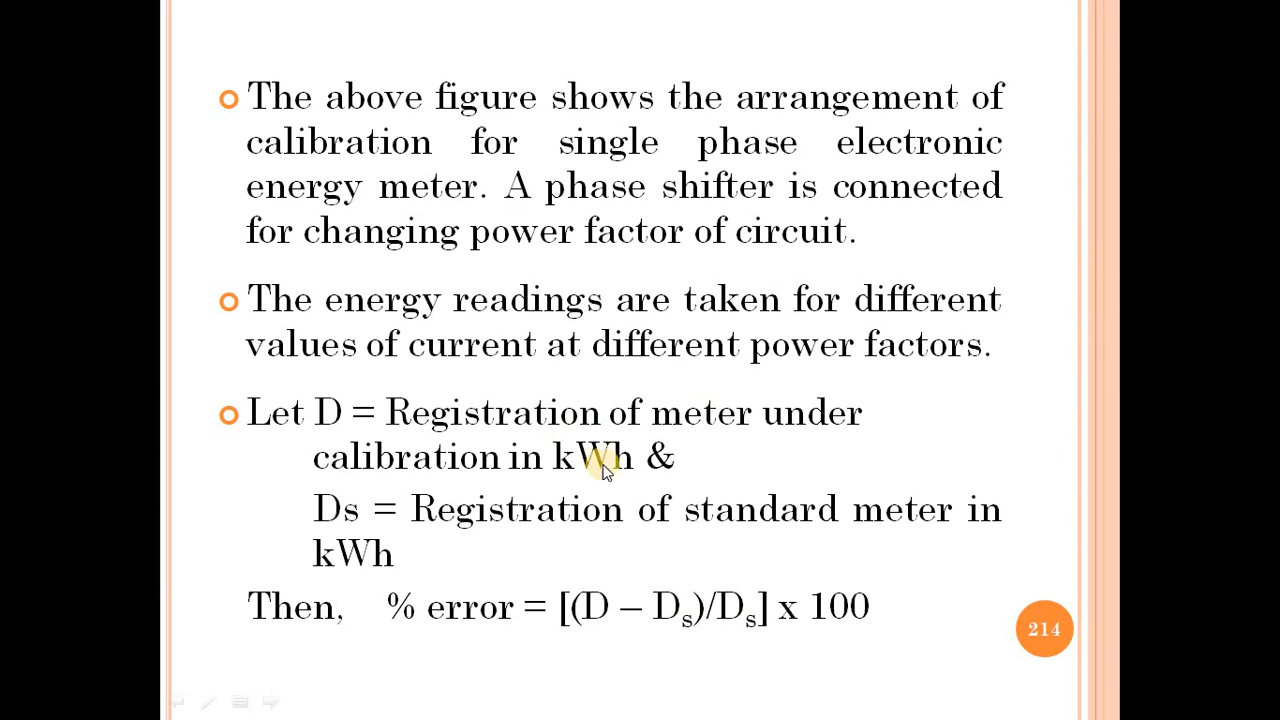 The above figure shows the arrangement of
calibration for single phase electronic
energy meter. A phase shifter is connected
for changing power factor of circuit.
The energy readings are taken for different
values of current at different power factors.
Let D = Registration of meter under
calibration in kWh &
Ds = Registration of standard meter in
kWh
Then, % error = [(D – Ds)/Ds] x 100
214